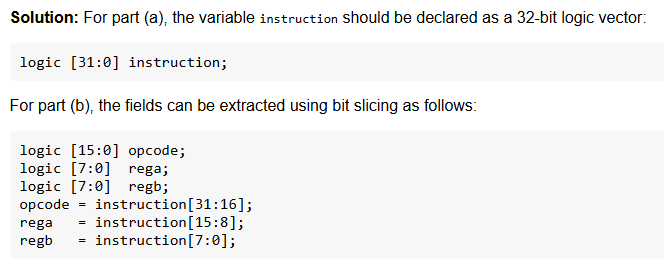 Solution: For part (a), the variable instruction should be declared as a 32-bit logic vector:
logic [31:0] instruction;
For part (b), the fields can be extracted using bit slicing as follows:
logic [15:0] opcode;
logic [7:0]  rega;
logic [7:0]  regb;
opcode = instruction[31:16];
rega   = instruction[15:8];
regb   = instruction[7:0];